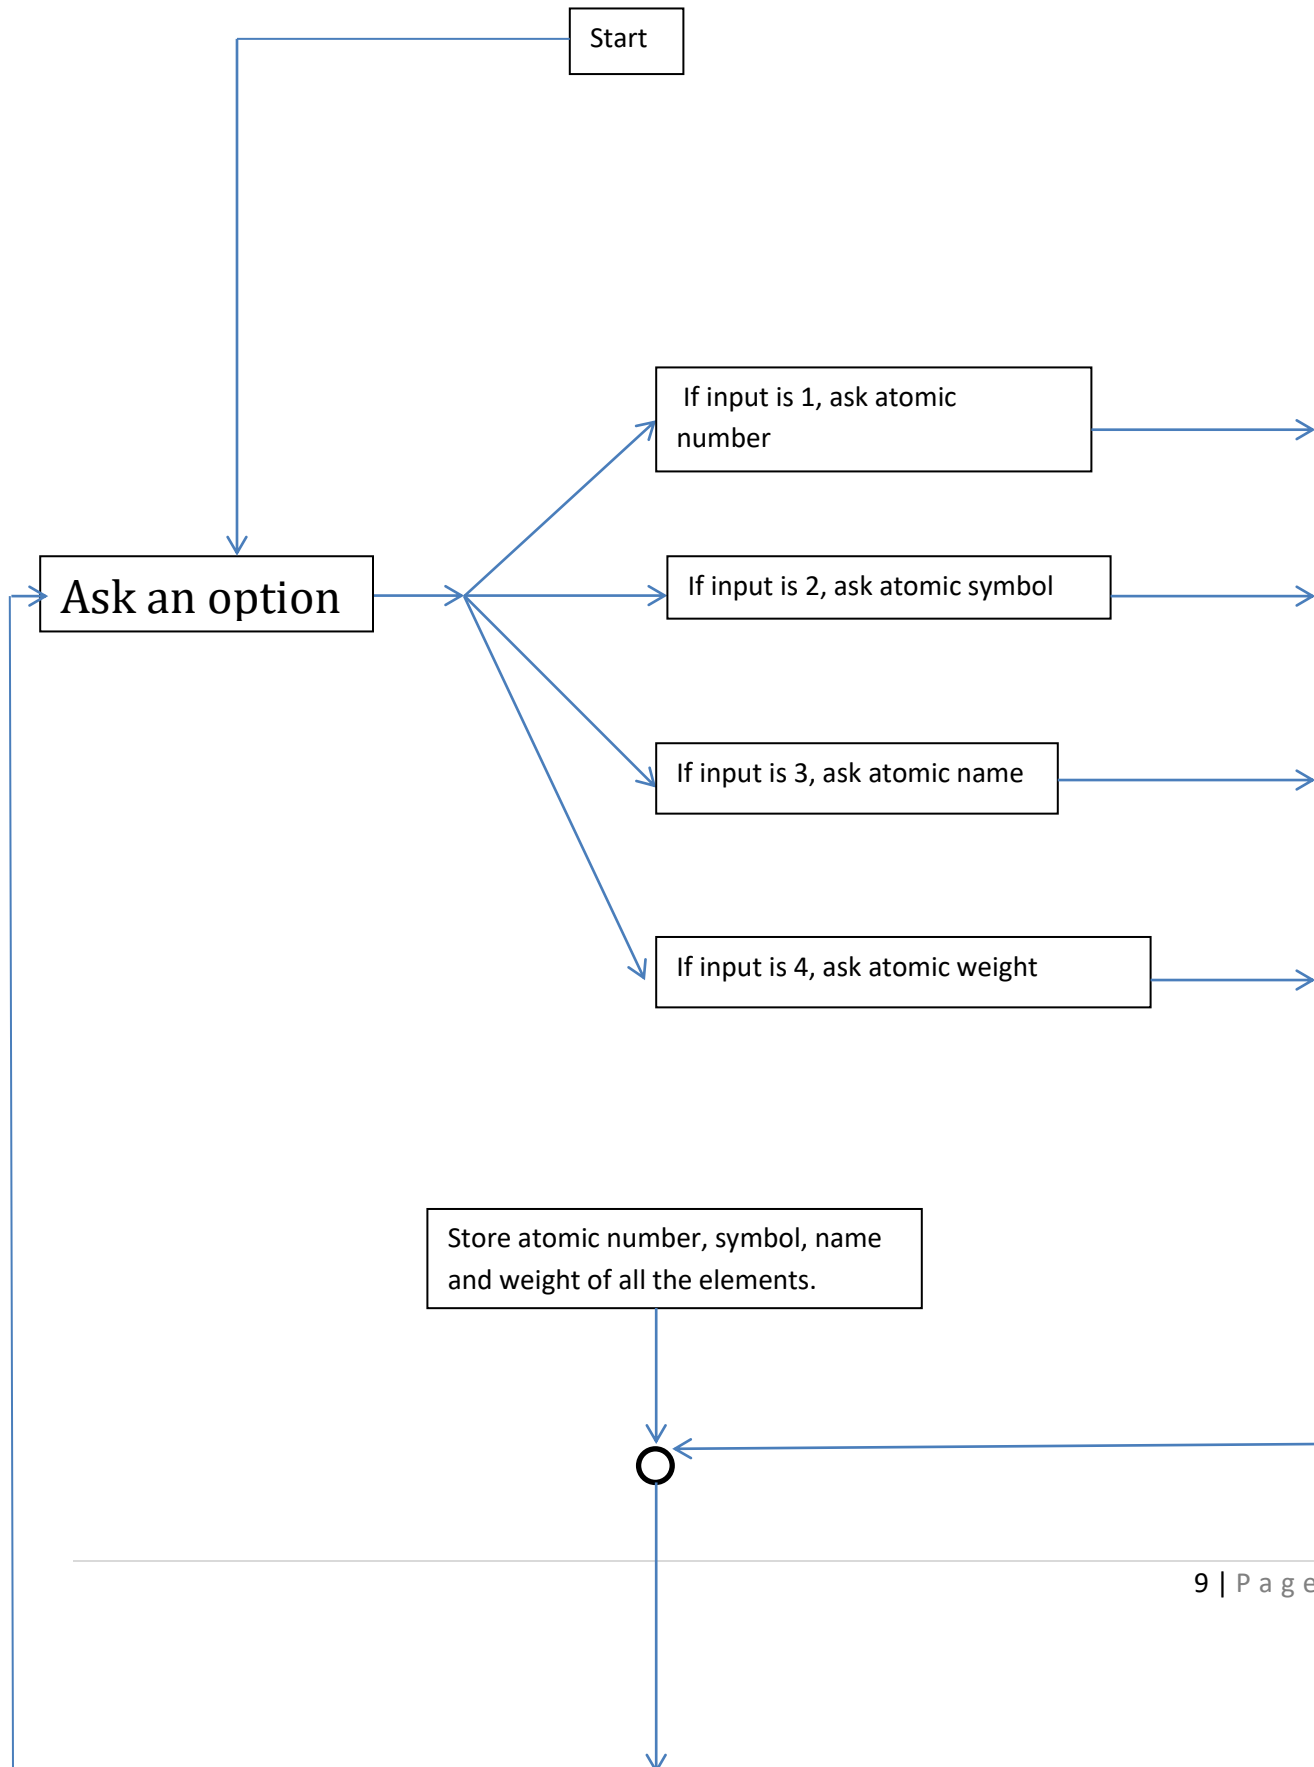 Start
If input is 1, ask atomic
number
Ask an option
If input is 2, ask atomic symbol
If input is 3, ask atomic name
If input is 4, ask atomic weight
Store atomic number, symbol, name
and weight of all the elements.
9 | Page